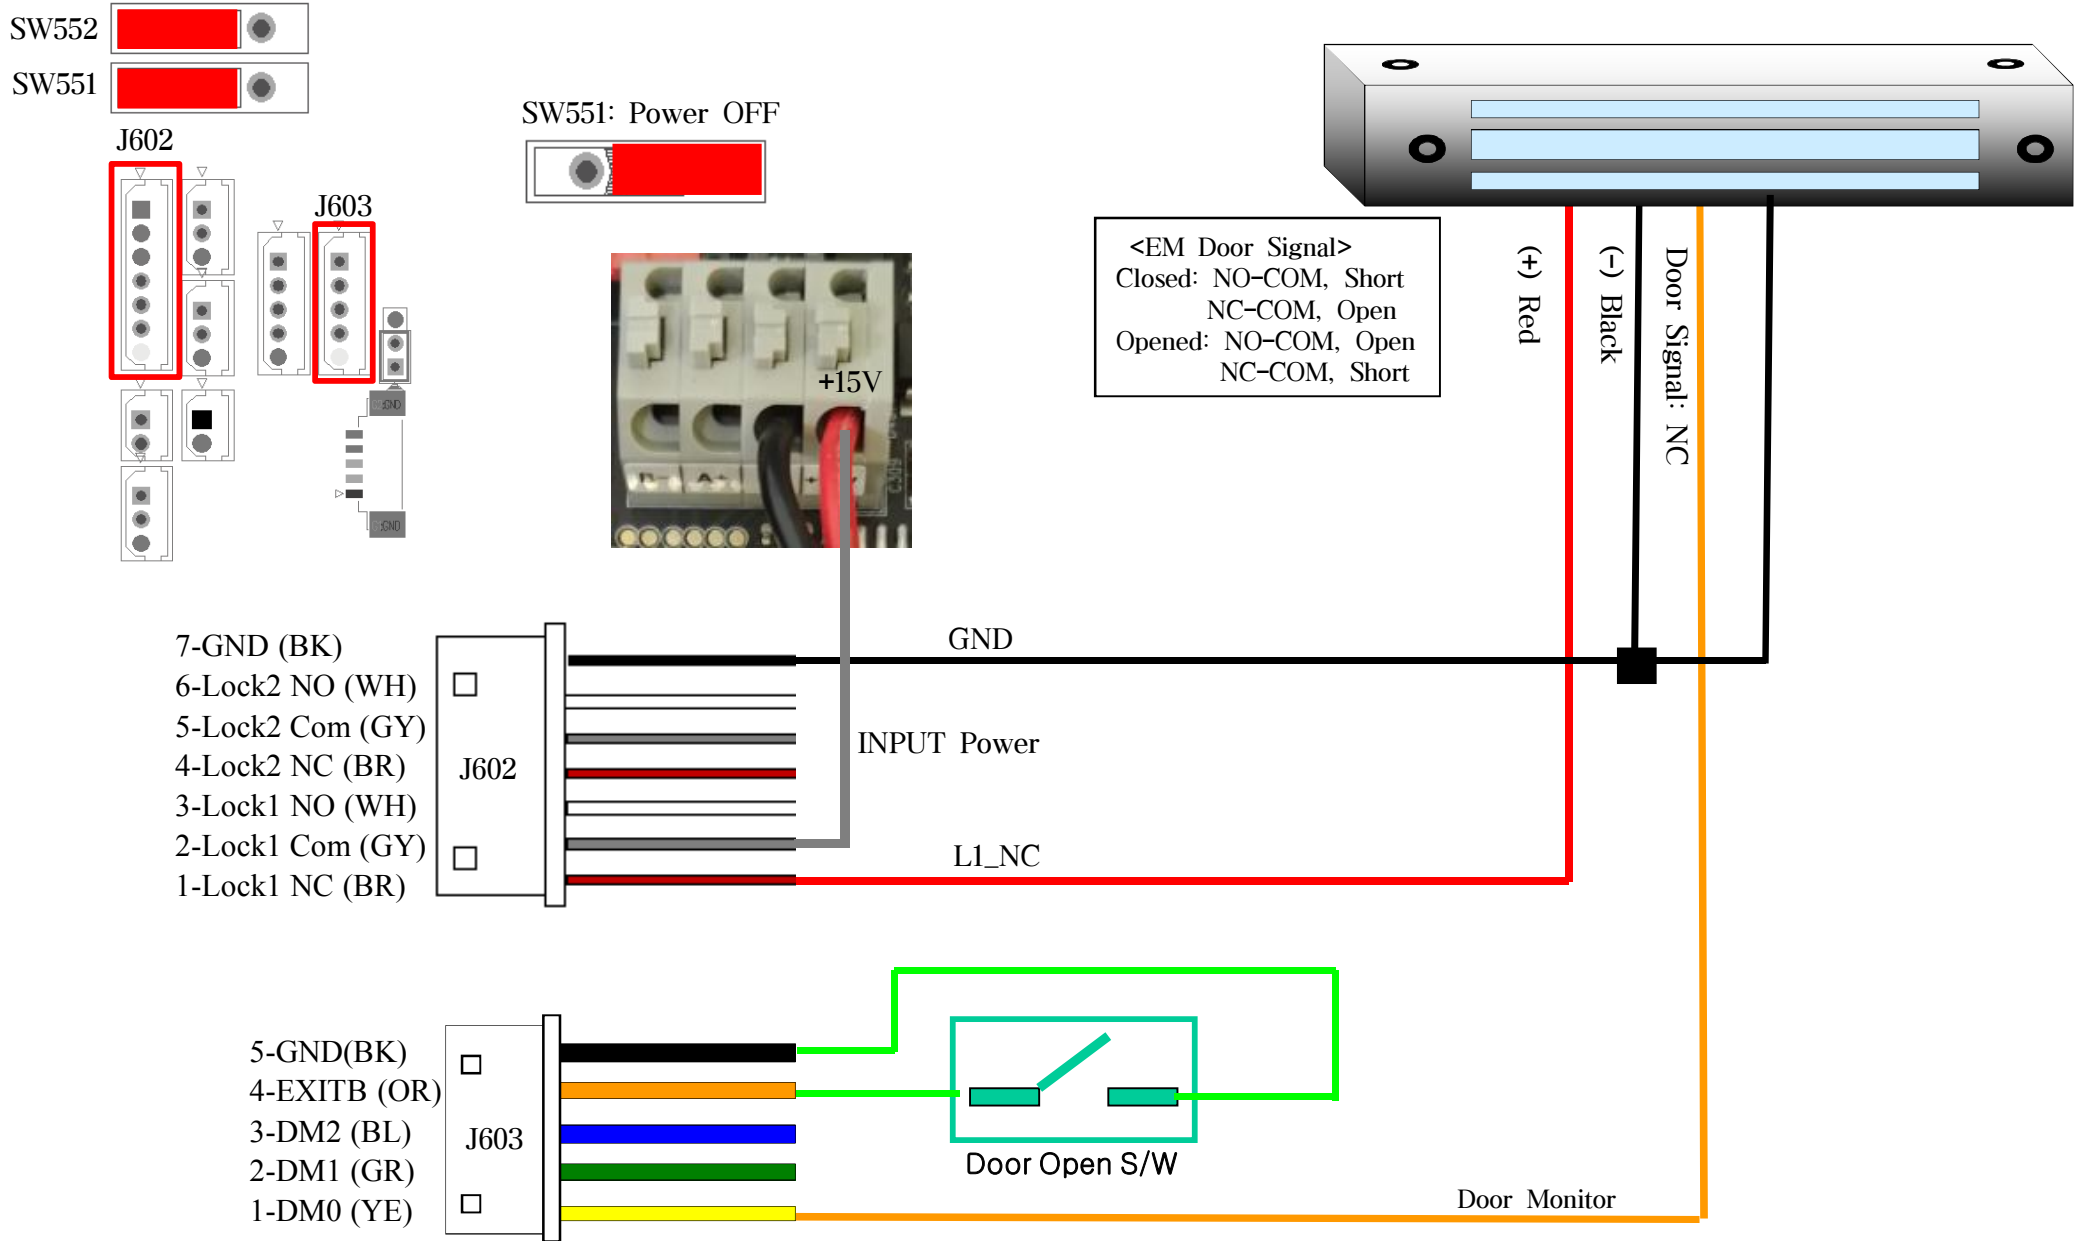 SW552
SW551
J602
J603
SW551: Power OFF
+15V
A+
C309
GND
GND
<EM Door Signal>
Closed: NO-COM, Short
NC-COM, Open
Opened: NO-COM, Open
NC-COM, Short
(+) Red
(-) Black
Door Signal: NC
7-GND (BK)
6-Lock2 NO (WH)
5-Lock2 Com (GY)
4-Lock2 NC (BR)
3-Lock1 NO (WH)
2-Lock1 Com (GY)
1-Lock1 NC (BR)
J602
GND
INPUT Power
L1_NC
5-GND(BK)
4-EXITB (OR)
3-DM2 (BL)
2-DM1 (GR)
1-DM0 (YE)
J603
Door Open S/W
Door Monitor